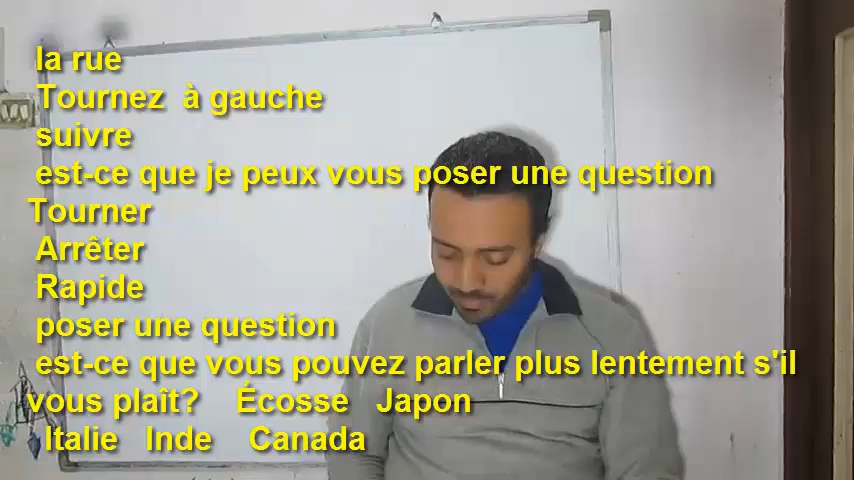 la rue
Tournez à gauche
suivre
est-ce que je peux vous poser une question
Tourner
Arrêter
Rapide
poser une question
est-ce que vous pouvez parler plus lentement s'il
vous plaît? Écosse Japon
Italie Inde Canada